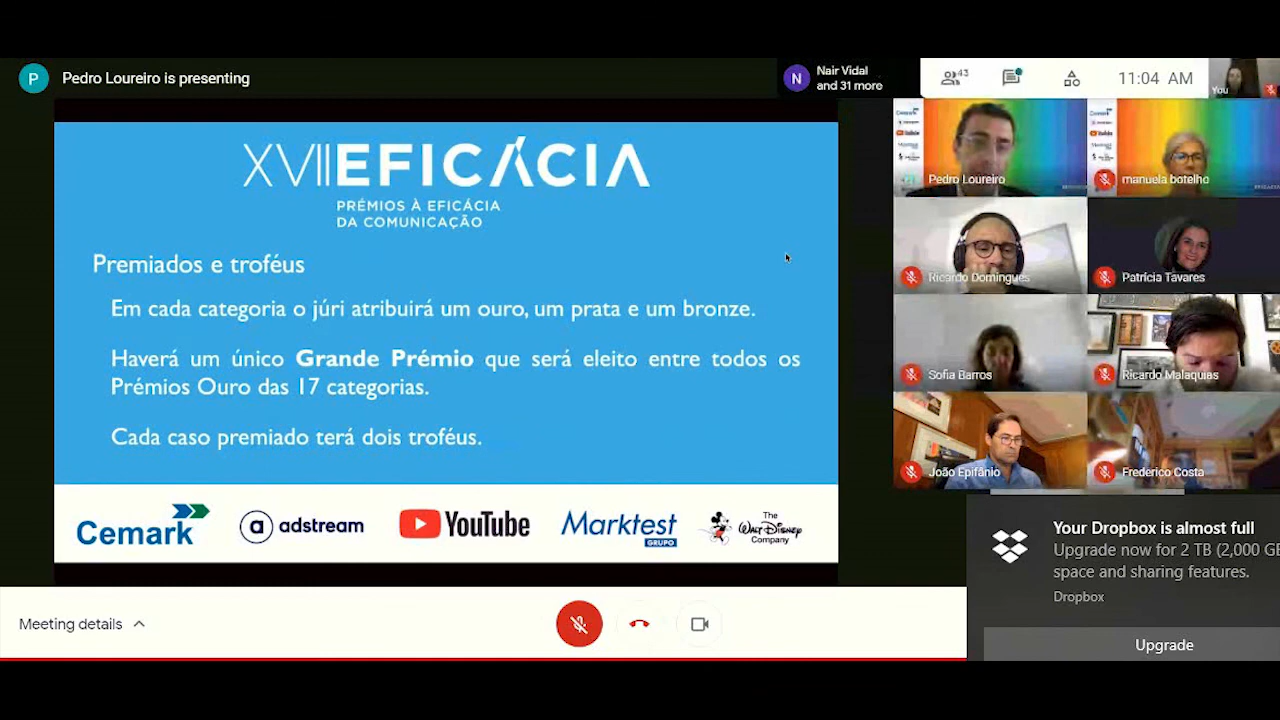 P
Pedro Loureiro is presenting
N
Nair Vidal
and 31 more
43
11:04 AM
You
XVII EFICÁCIA
PRÉMIOS À EFICÁCIA
DA COMUNICAÇÃO
Premiados e troféus
Em cada categoria o júri atribuirá um ouro, um prata e um bronze.
Haverá um único Grande Prémio que será eleito entre todos os
Prémios Ouro das 17 categorias.
Cada caso premiado terá dois troféus.
Cemark
a adstream
YouTube
Marktest
GRUPO
The
WALT DISNEY
Company
Pedro Loureiro
manuela botelho
Ricardo Domingues
Patrícia Tavares
Sofia Barros
Ricardo Malaquias
João Epifânio
Frederico Costa
Your Dropbox is almost full
Upgrade now for 2 TB (2,000 GB
space and sharing features.
Dropbox
Upgrade
Meeting details